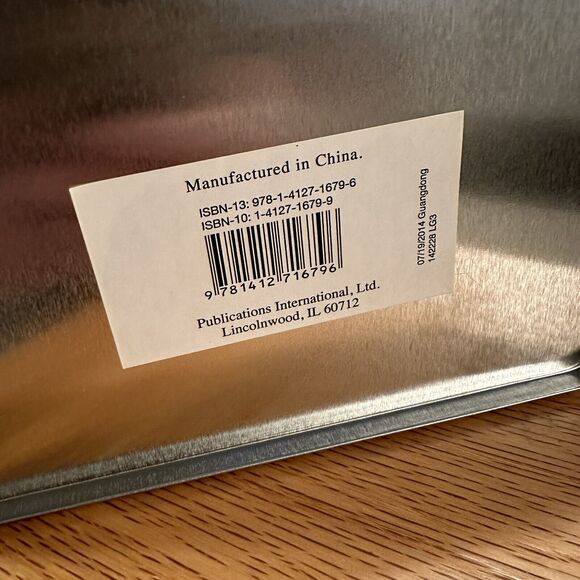 Manufactured in China.
ISBN-13: 978-1-4127-1679-6
ISBN-10: 1-4127-1679-9
9 781412 716796
Publications International, Ltd.
Lincolnwood, IL 60712
07/19/2014 Guangdong
142228 LG3